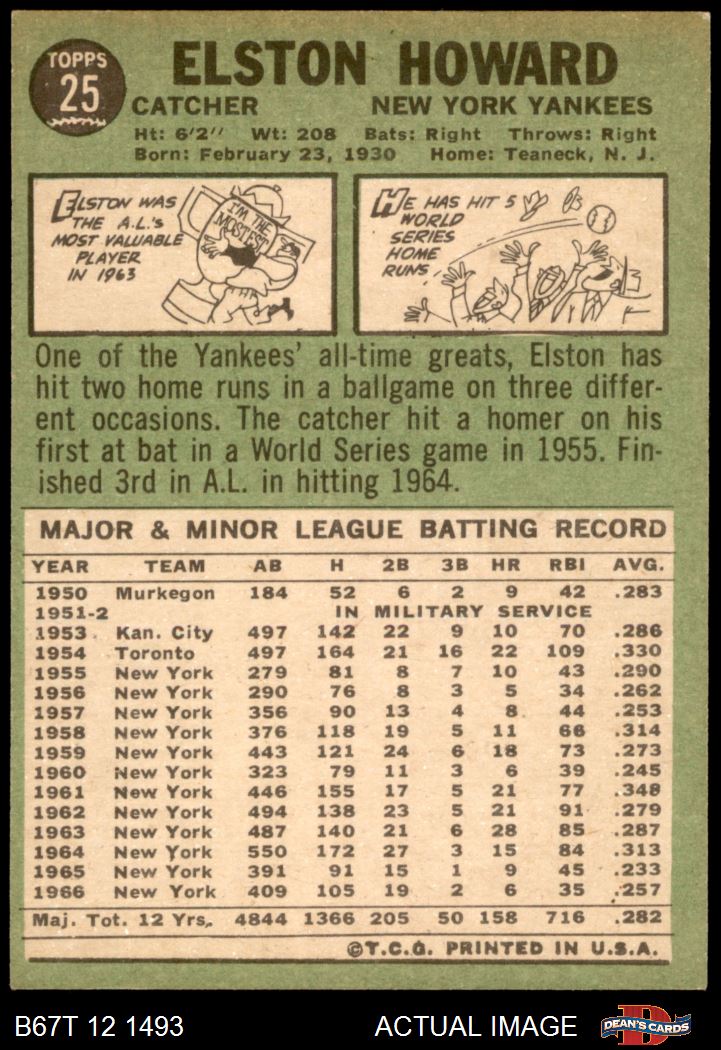 TOPPS
25
ELSTON HOWARD
CATCHER NEW YORK YANKEES
Ht: 6'2" Wt: 208 Bats: Right Throws: Right
Born: February 23, 1930 Home: Teaneck, N. J.
ELSTON WAS
THE A.L.'s
MOST VALUABLE
PLAYER
IN 1963
I'M THE
MOSTEST
HE HAS HIT 5
WORLD
SERIES
HOME
RUNS
One of the Yankees' all-time greats, Elston has
hit two home runs in a ballgame on three differ-
ent occasions. The catcher hit a homer on his
first at bat in a World Series game in 1955. Fin-
ished 3rd in A.L. in hitting 1964.
MAJOR & MINOR LEAGUE BATTING RECORD
YEAR TEAM AB H 2B 3B HR RBI AVG.
1950 Murkegon 184 52 6 2 9 42 .283
1951-2 IN MILITARY SERVICE
1953 Kan. City 497 142 22 9 10 70 .286
1954 Toronto 497 164 21 16 22 109 .330
1955 New York 279 81 8 7 10 43 .290
1956 New York 290 76 8 3 5 34 .262
1957 New York 356 90 13 4 8 44 .253
1958 New York 376 118 19 5 11 66 .314
1959 New York 443 121 24 6 18 73 .273
1960 New York 323 79 11 3 6 39 .245
1961 New York 446 155 17 5 21 77 .348
1962 New York 494 138 23 5 21 91 .279
1963 New York 487 140 21 6 28 85 .287
1964 New York 550 172 27 3 15 84 .313
1965 New York 391 91 15 1 9 45 .233
1966 New York 409 105 19 2 6 35 .257
Maj. Tot. 12 Yrs. 4844 1366 205 50 158 716 .282
©T.C.G. PRINTED IN U.S.A.
B67T 12 1493 ACTUAL IMAGE D DEAN'S CARDS